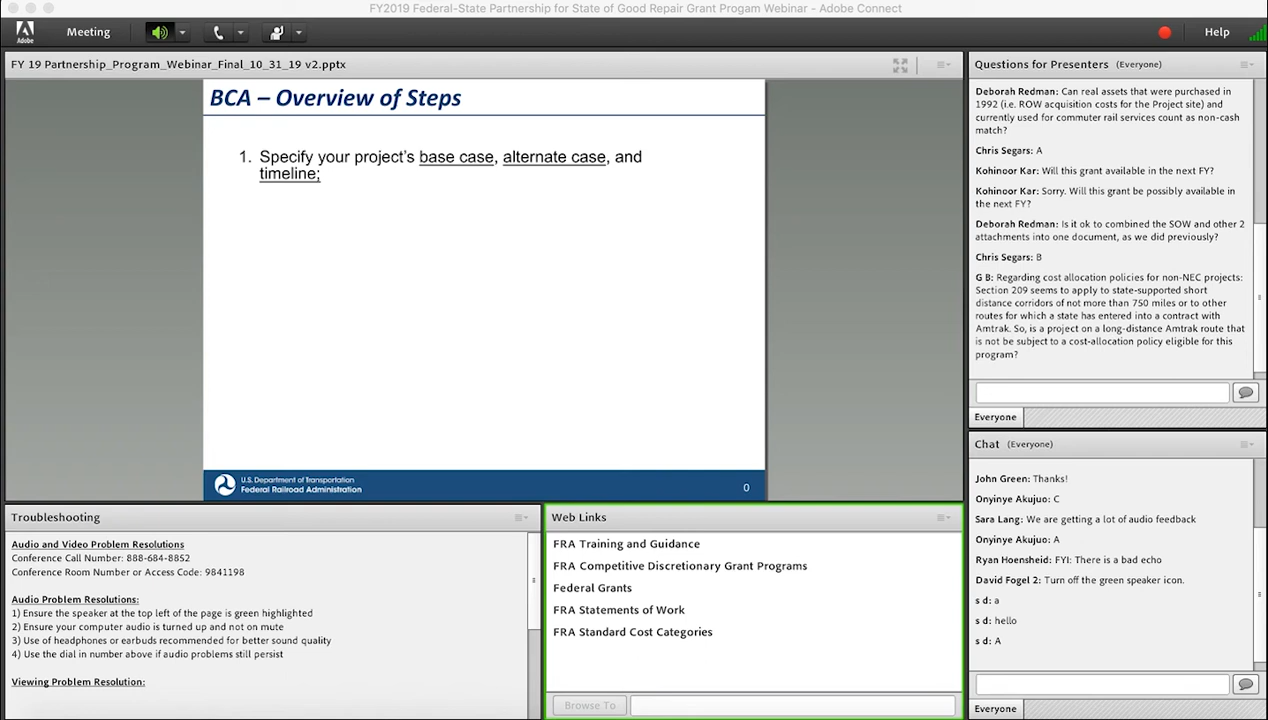 FY2019 Federal-State Partnership for State of Good Repair Grant Progam Webinar - Adobe Connect
Adobe
Meeting
Help
FY 19 Partnership_Program_Webinar_Final_10_31_19 v2.pptx
BCA – Overview of Steps
1. Specify your project's base case, alternate case, and
timeline;
U.S. Department of Transportation
Federal Railroad Administration
0
Questions for Presenters (Everyone)
Deborah Redman: Can real assets that were purchased in
1992 (i.e. ROW acquisition costs for the Project site) and
currently used for commuter rail services count as non-cash
match?
Chris Segars: A
Kohinoor Kar: Will this grant available in the next FY?
Kohinoor Kar: Sorry. Will this grant be possibly available in
the next FY?
Deborah Redman: Is it ok to combined the SOW and other 2
attachments into one document, as we did previously?
Chris Segars: B
G B: Regarding cost allocation policies for non-NEC projects:
Section 209 seems to apply to state-supported short
distance corridors of not more than 750 miles or to other
routes for which a state has entered into a contract with
Amtrak. So, is a project on a long-distance Amtrak route that
is not be subject to a cost-allocation policy eligible for this
program?
Everyone
Chat (Everyone)
John Green: Thanks!
Onyinye Akujuo: C
Sara Lang: We are getting a lot of audio feedback
Onyinye Akujuo: A
Ryan Hoensheid: FYI: There is a bad echo
David Fogel 2: Turn off the green speaker icon.
s d: a
s d: hello
s d: A
Everyone
Troubleshooting
Audio and Video Problem Resolutions
Conference Call Number: 888-684-8852
Conference Room Number or Access Code: 9841198
Audio Problem Resolutions:
1) Ensure the speaker at the top left of the page is green highlighted
2) Ensure your computer audio is turned up and not on mute
3) Use of headphones or earbuds recommended for better sound quality
4) Use the dial in number above if audio problems still persist
Viewing Problem Resolution:
Web Links
FRA Training and Guidance
FRA Competitive Discretionary Grant Programs
Federal Grants
FRA Statements of Work
FRA Standard Cost Categories
Browse To